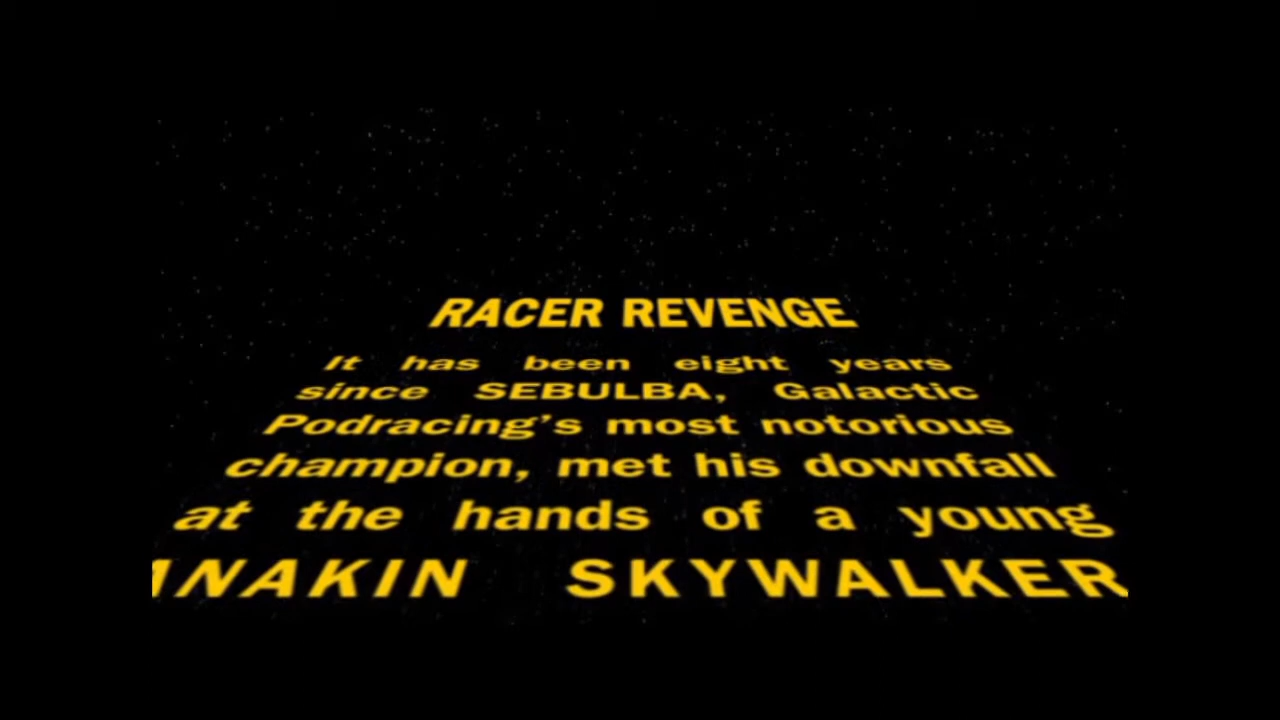 RACER REVENGE
It has been eight years
since SEBULBA, Galactic
Podracing's most notorious
champion, met his downfall
at the hands of a young
ANAKIN SKYWALKER